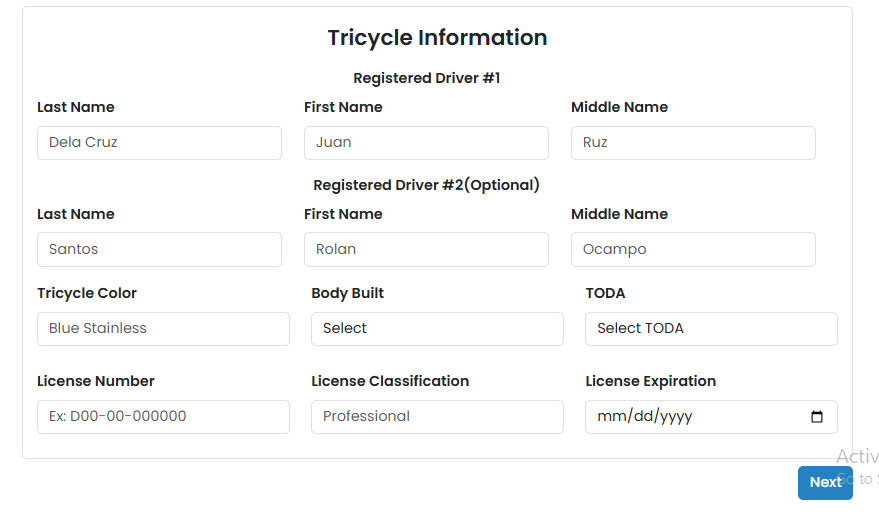 Tricycle Information
Registered Driver #1
Last Name First Name Middle Name
Dela Cruz Juan Ruz
Registered Driver #2(Optional)
Last Name First Name Middle Name
Santos Rolan Ocampo
Tricycle Color Body Built TODA
Blue Stainless Select Select TODA
License Number License Classification License Expiration
Ex: D00-00-000000 Professional mm/dd/yyyy
Activ
Next
Go to S